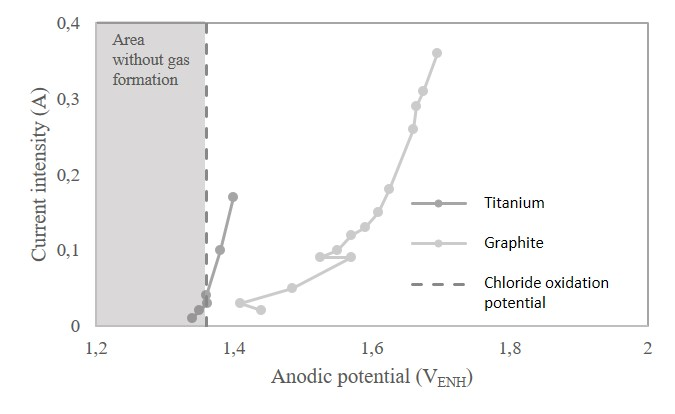 0,4
Area
without gas
formation
0,3
0,2
0,1
0
Current intensity (A)
Titanium
Graphite
Chloride oxidation
potential
1,2
1,4
1,6
1,8
2
Anodic potential (VENH)